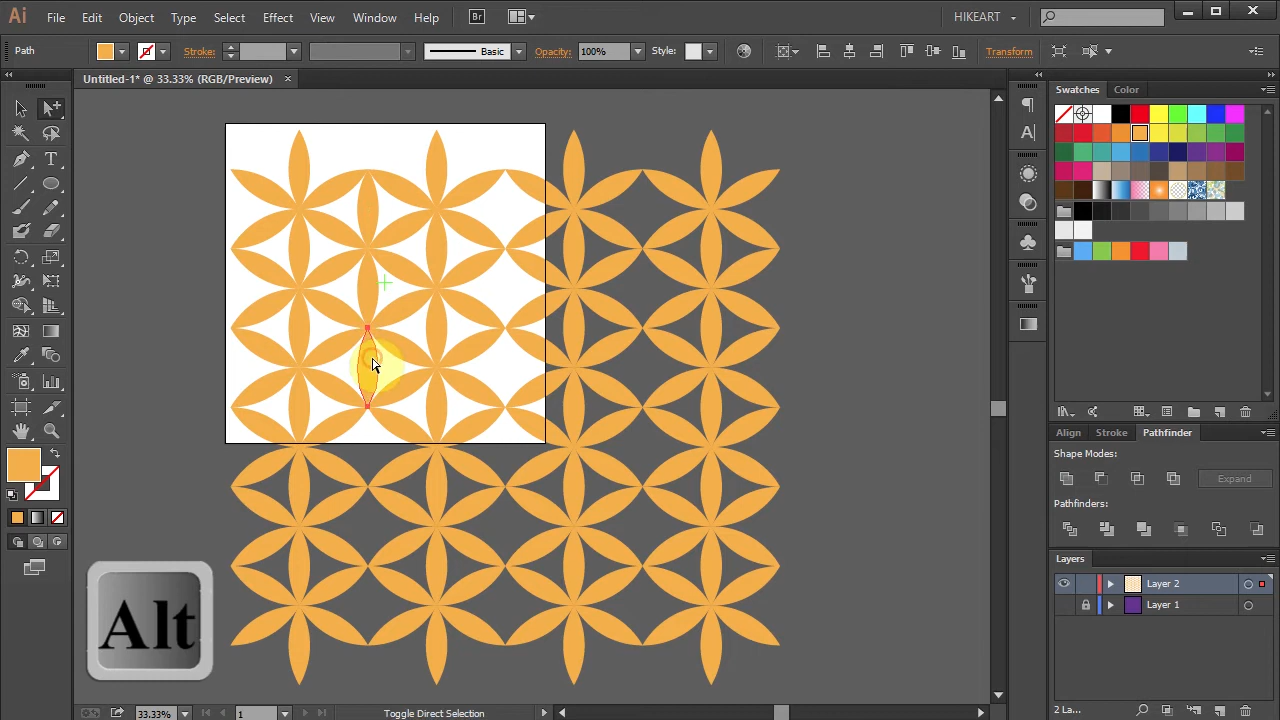 Ai File Edit Object Type Select Effect View Window Help Br HIKEART
Path Stroke: Basic Opacity: 100% Style: Transform
Untitled-1* @ 33.33% (RGB/Preview)
Swatches Color
Align Stroke Pathfinder
Shape Modes:
Expand
Pathfinders:
Layers
Layer 2
Layer 1
Alt
33.33% 1 Toggle Direct Selection 2 La...